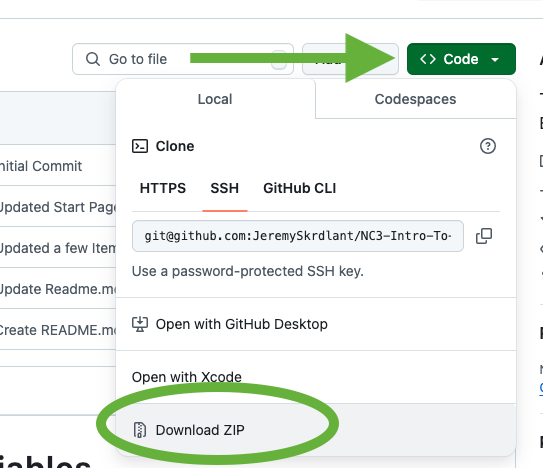 Go to file
Code
Local
Codespaces
Clone
nitial Commit
HTTPS
SSH
GitHub CLI
Updated Start Page
git@github.com:JeremySkrdlant/NC3-Intro-To-
Updated a few Item
Use a password-protected SSH key.
Update Readme.m
Open with GitHub Desktop
Create README.m
Open with Xcode
Download ZIP
iables